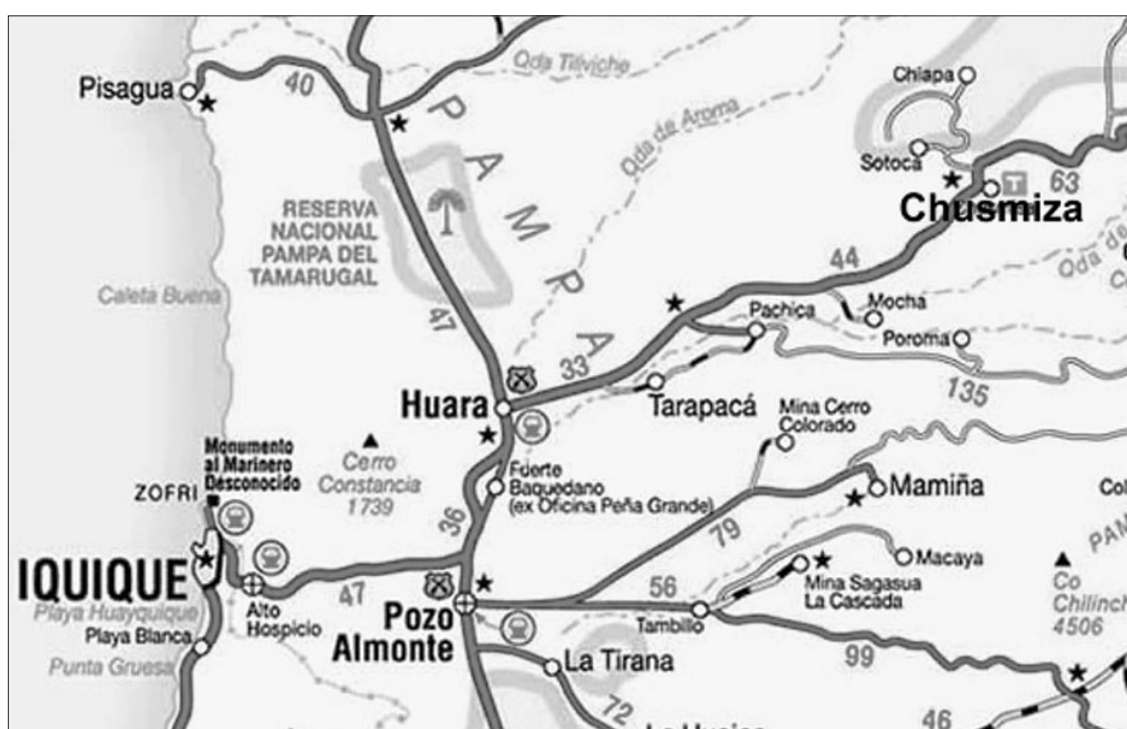 Pisagua
40
Qda Tiliviche
Chiapa
PAMPA
Qda de Aroma
Sotoca
63
Chusmiza
RESERVA
NACIONAL
PAMPA DEL
TAMARUGAL
T
44
Qda de
Caleta Buena
47
Pachica
Mocha
Poroma
33
135
Huara
Tarapacá
Mina Cerro
Colorado
Monumento
al Marinero
Desconocido
ZOFRI
Cerro
Constancia
1739
Fuerte
Baquedano
(ex Oficina Peña Grande)
Mamiña
36
79
Macaya
IQUIQUE
47
56
Mina Sagasua
La Cascada
Co
Chilinch
4506
Playa Huayquique
Alto
Hospicio
Pozo
Almonte
Tambillo
Playa Blanca
Punta Gruesa
La Tirana
99
72
46